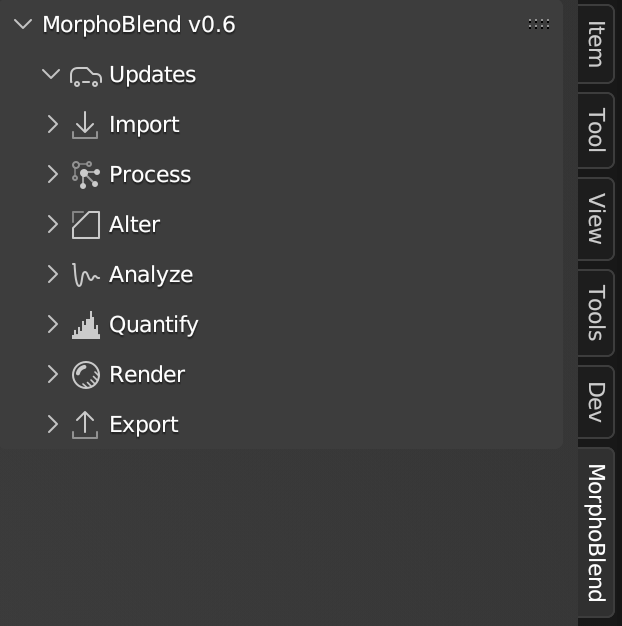 MorphoBlend v0.6
Updates
Import
Process
Alter
Analyze
Quantify
Render
Export
Item
Tool
View
Tools
Dev
MorphoBlend